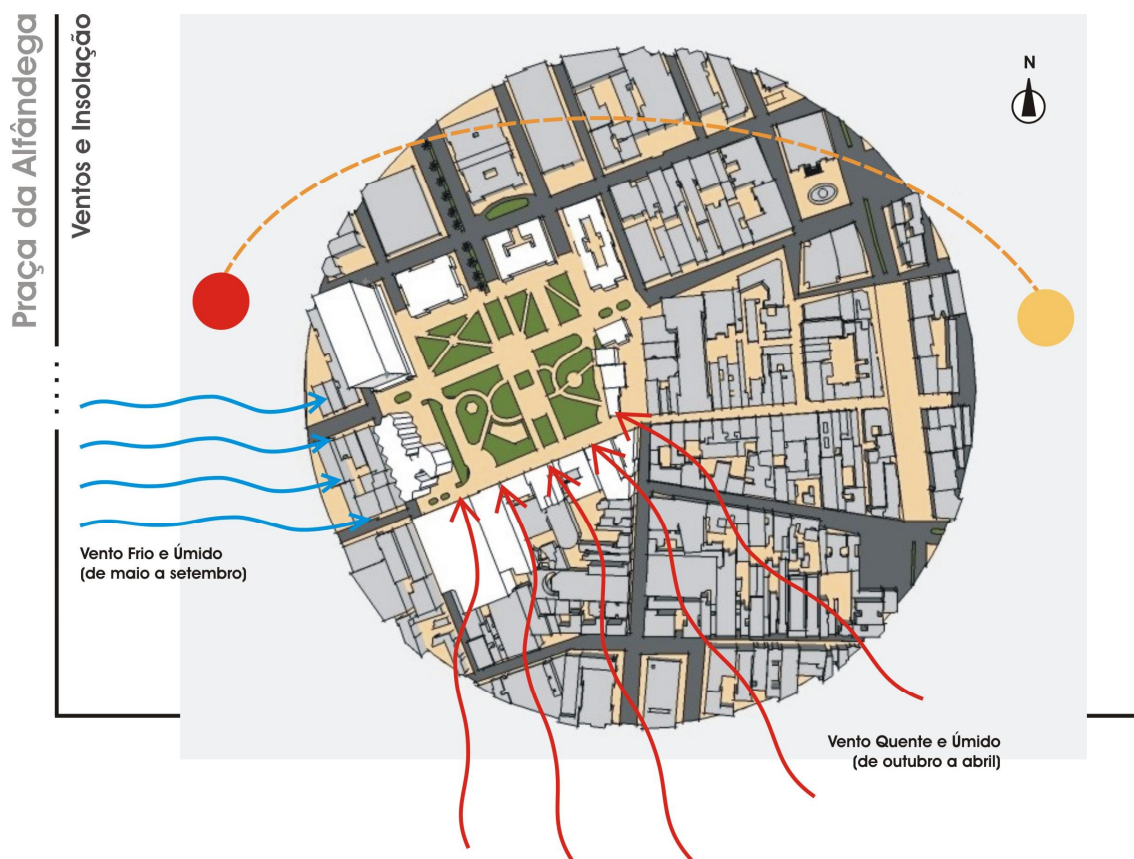 Praça da Alfândega
Ventos e Insolação
N
Vento Frio e Úmido
(de maio a setembro)
Vento Quente e Úmido
(de outubro a abril)